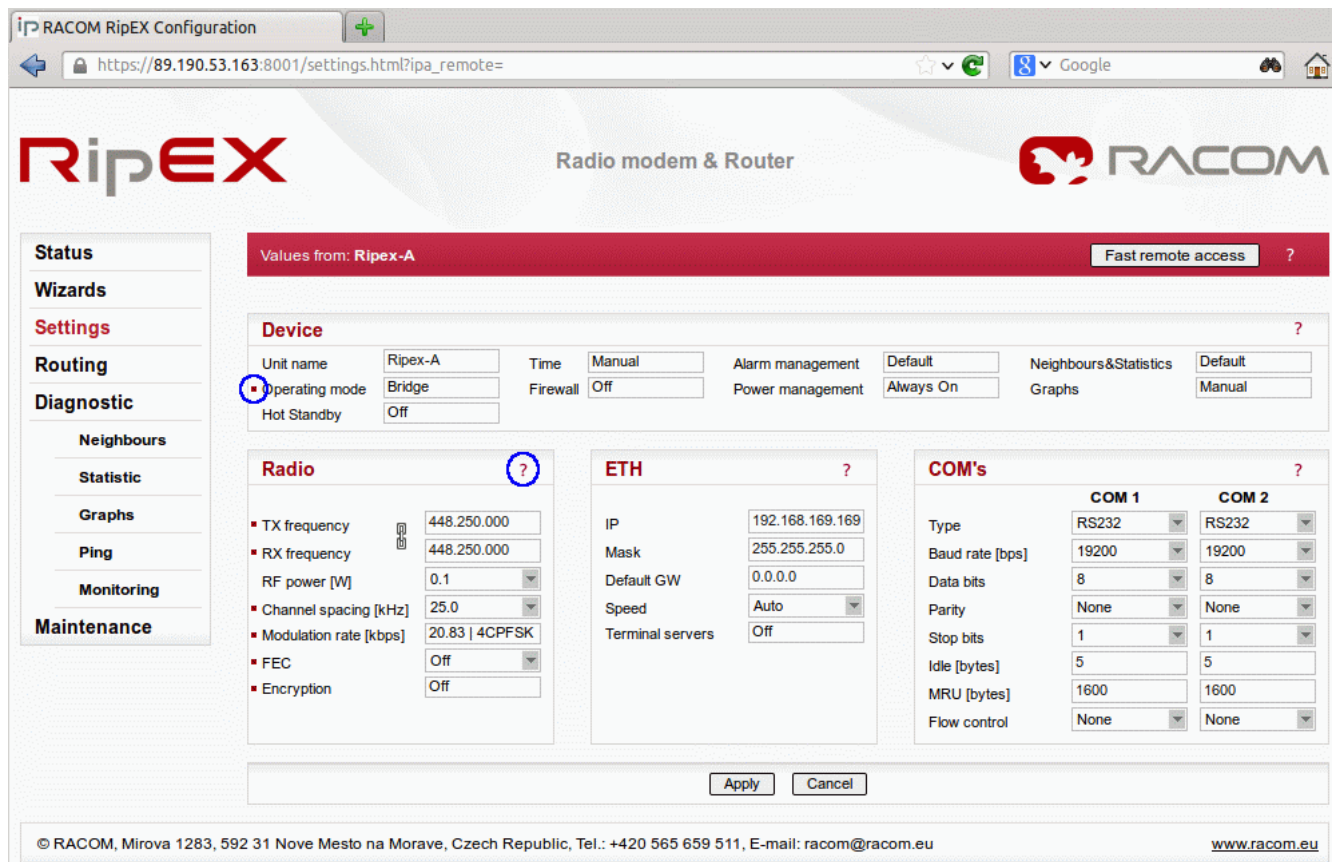 RACOM RipEX Configuration
https://89.190.53.163:8001/settings.html?ipa_remote=
Google
RipEX
Radio modem & Router
RACOM
Status
Wizards
Settings
Routing
Diagnostic
Neighbours
Statistic
Graphs
Ping
Monitoring
Maintenance
Values from: Ripex-A
Fast remote access ?
Device ?
Unit name Ripex-A Time Manual Alarm management Default Neighbours&Statistics Default
Operating mode Bridge Firewall Off Power management Always On Graphs Manual
Hot Standby Off
Radio ?
TX frequency 448.250.000
RX frequency 448.250.000
RF power [W] 0.1
Channel spacing [kHz] 25.0
Modulation rate [kbps] 20.83 | 4CPFSK
FEC Off
Encryption Off
ETH ?
IP 192.168.169.169
Mask 255.255.255.0
Default GW 0.0.0.0
Speed Auto
Terminal servers Off
COM's ?
COM 1 COM 2
Type RS232 RS232
Baud rate [bps] 19200 19200
Data bits 8 8
Parity None None
Stop bits 1 1
Idle [bytes] 5 5
MRU [bytes] 1600 1600
Flow control None None
Apply Cancel
© RACOM, Mirova 1283, 592 31 Nove Mesto na Morave, Czech Republic, Tel.: +420 565 659 511, E-mail: racom@racom.eu www.racom.eu